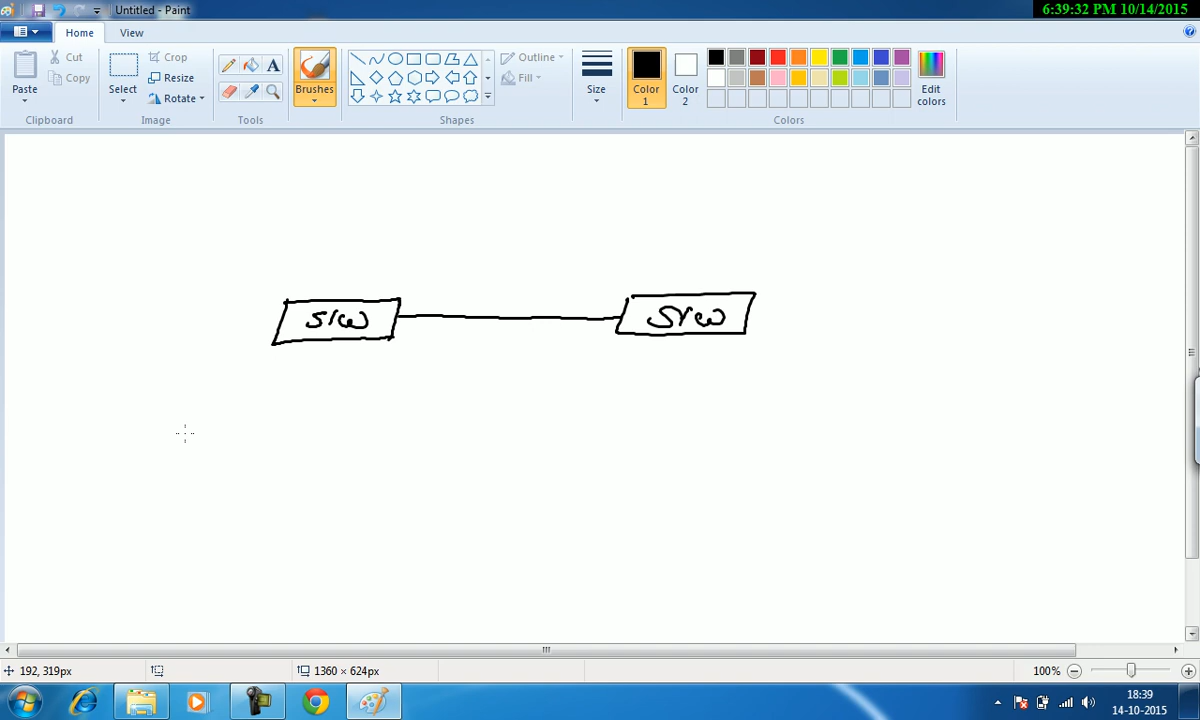 Untitled - Paint
6:39:32 PM 10/14/2015
Home View
Paste
Cut
Copy
Clipboard
Select
Crop
Resize
Rotate
Image
A
Tools
Brushes
Outline
Fill
Shapes
Size
Color 1
Color 2
Edit colors
Colors
S/W S/W
192, 319px
1360 × 624px
100%
18:39
14-10-2015